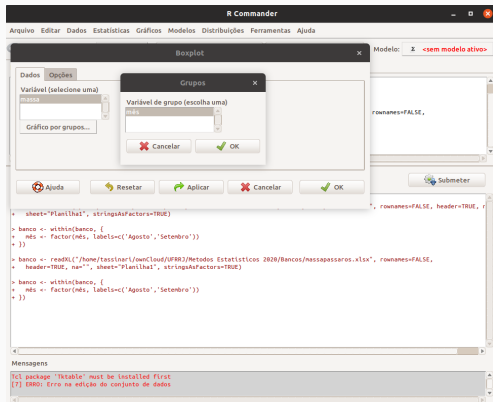 R Commander
Arquivo Editar Dados Estatísticas Gráficos Modelos Distribuições Ferramentas Ajuda
Boxplot
Modelo: Σ <sem modelo ativo>
Dados Opções
Variável (selecione uma)
massa
Gráfico por grupos...
Grupos
Variável de grupo (escolha uma)
mês
Cancelar OK
rownames=FALSE,
Ajuda Resetar Aplicar Cancelar OK
Submeter
", rownames=FALSE, header=TRUE,
+ sheet="Planilha1", stringsAsFactors=TRUE)
> banco <- within(banco, {
+ mês <- factor(mês, labels=c('Agosto','Setembro'))
+ })
> banco <- readXL("/home/tassinari/ownCloud/UFRRJ/Metodos Estatisticos 2020/Bancos/massapassaros.xlsx", rownames=FALSE,
+ header=TRUE, na="", sheet="Planilha1", stringsAsFactors=TRUE)
> banco <- within(banco, {
+ mês <- factor(mês, labels=c('Agosto','Setembro'))
+ })
Mensagens
Tcl package 'Tktable' must be installed first
[7] ERRO: Erro na edição do conjunto de dados